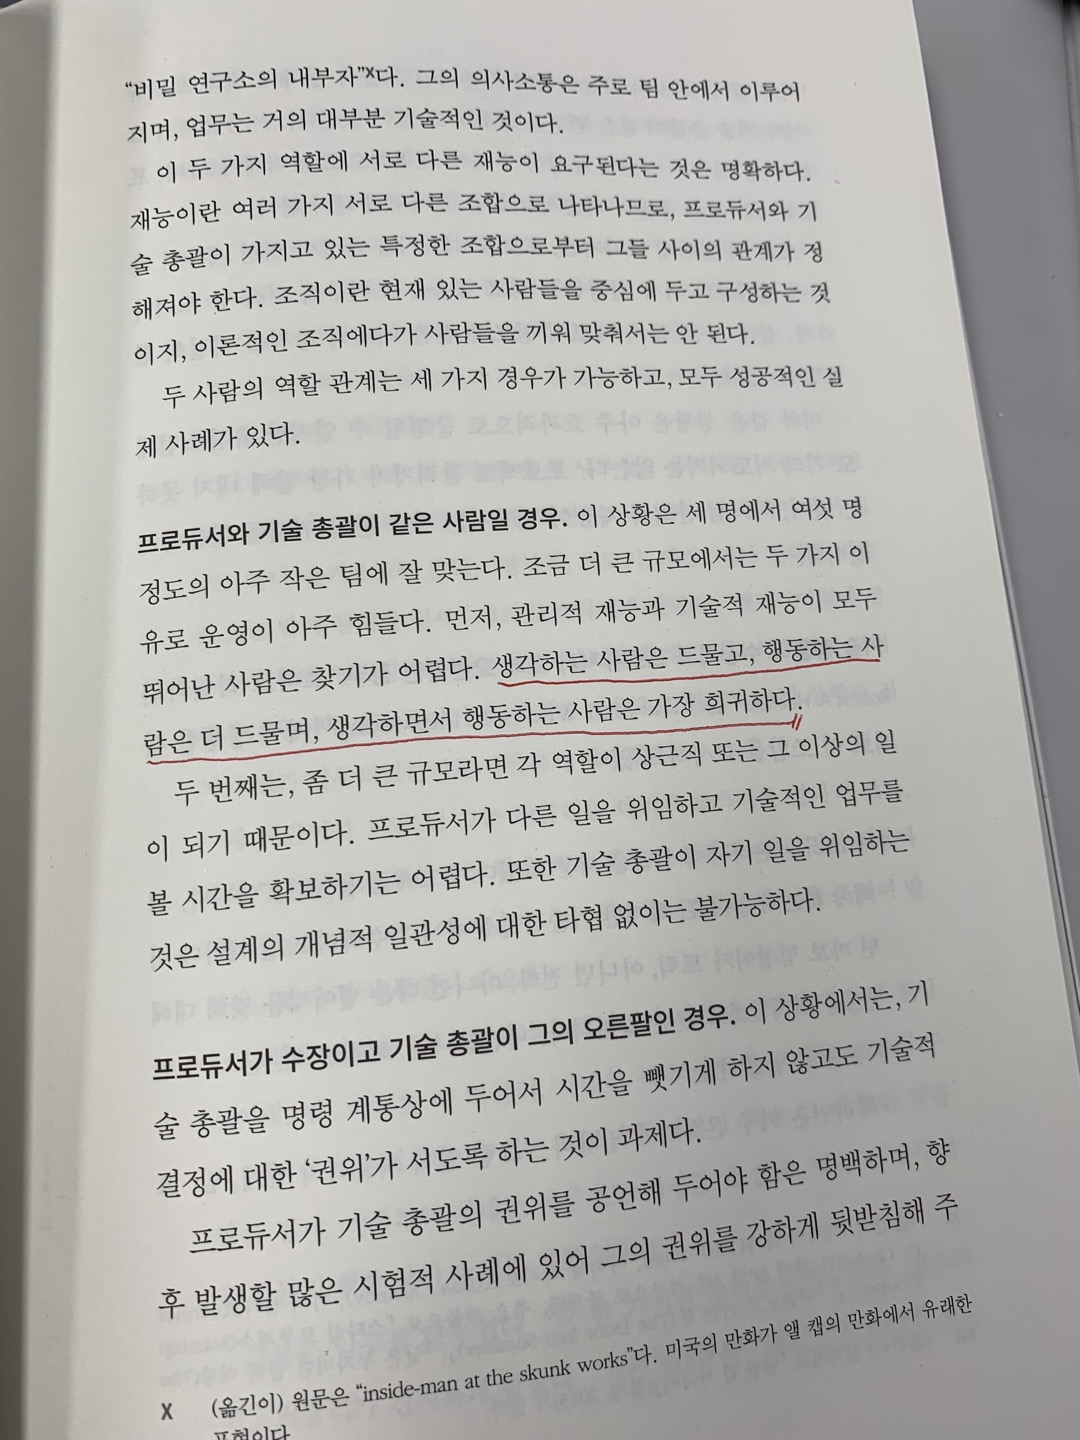 “비밀 연구소의 내부자”X다. 그의 의사소통은 주로 팀 안에서 이루어
지며, 업무는 거의 대부분 기술적인 것이다.
이 두 가지 역할에 서로 다른 재능이 요구된다는 것은 명확하다.
재능이란 여러 가지 서로 다른 조합으로 나타나므로, 프로듀서와 기
술 총괄이 가지고 있는 특정한 조합으로부터 그들 사이의 관계가 정
해져야 한다. 조직이란 현재 있는 사람들을 중심에 두고 구성하는 것
이지, 이론적인 조직에다가 사람들을 끼워 맞춰서는 안 된다.
두 사람의 역할 관계는 세 가지 경우가 가능하고, 모두 성공적인 실
제 사례가 있다.
프로듀서와 기술 총괄이 같은 사람일 경우. 이 상황은 세 명에서 여섯 명
정도의 아주 작은 팀에 잘 맞는다. 조금 더 큰 규모에서는 두 가지 이
유로 운영이 아주 힘들다. 먼저, 관리적 재능과 기술적 재능이 모두
뛰어난 사람은 찾기가 어렵다. 생각하는 사람은 드물고, 행동하는 사
람은 더 드물며, 생각하면서 행동하는 사람은 가장 희귀하다.
두 번째는, 좀 더 큰 규모라면 각 역할이 상근직 또는 그 이상의 일
이 되기 때문이다. 프로듀서가 다른 일을 위임하고 기술적인 업무를
볼 시간을 확보하기는 어렵다. 또한 기술 총괄이 자기 일을 위임하는
것은 설계의 개념적 일관성에 대한 타협 없이는 불가능하다.
프로듀서가 수장이고 기술 총괄이 그의 오른팔인 경우. 이 상황에서는, 기
술 총괄을 명령 계통상에 두어서 시간을 뺏기게 하지 않고도 기술적
결정에 대한 ‘권위’가 서도록 하는 것이 과제다.
프로듀서가 기술 총괄의 권위를 공언해 두어야 함은 명백하며, 향
후 발생할 많은 시험적 사례에 있어 그의 권위를 강하게 뒷받침해 주
X (옮긴이) 원문은 “inside-man at the skunk works”다. 미국의 만화가 앨 캡의 만화에서 유래한
표현이다